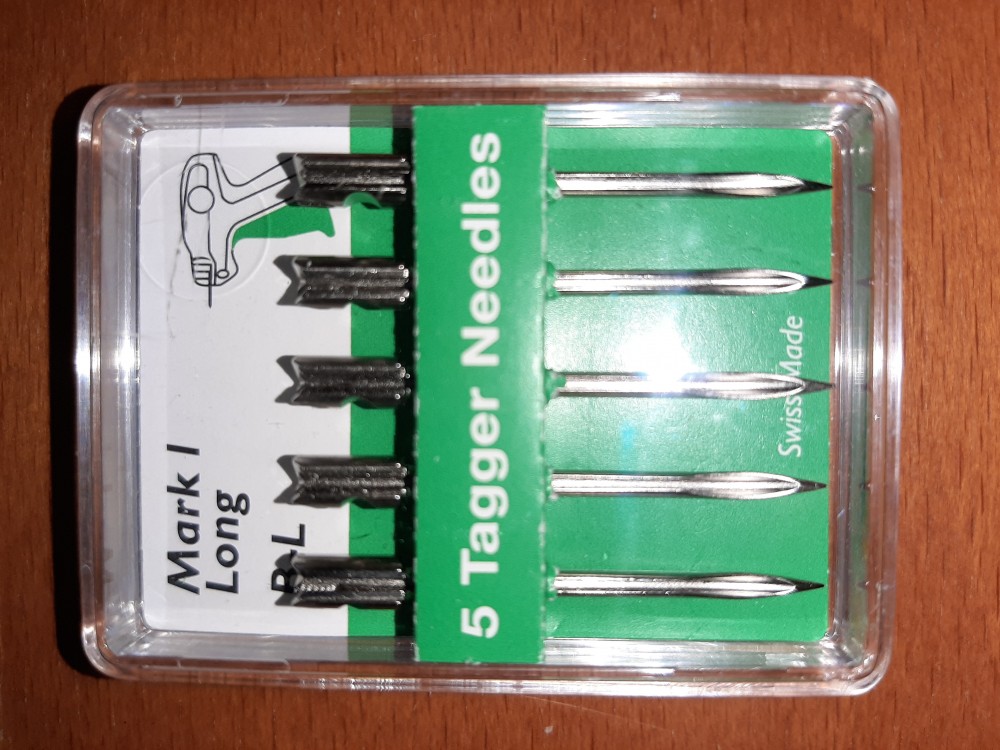 Mark I
Long
B-L
5 Tagger Needles
Swiss Made